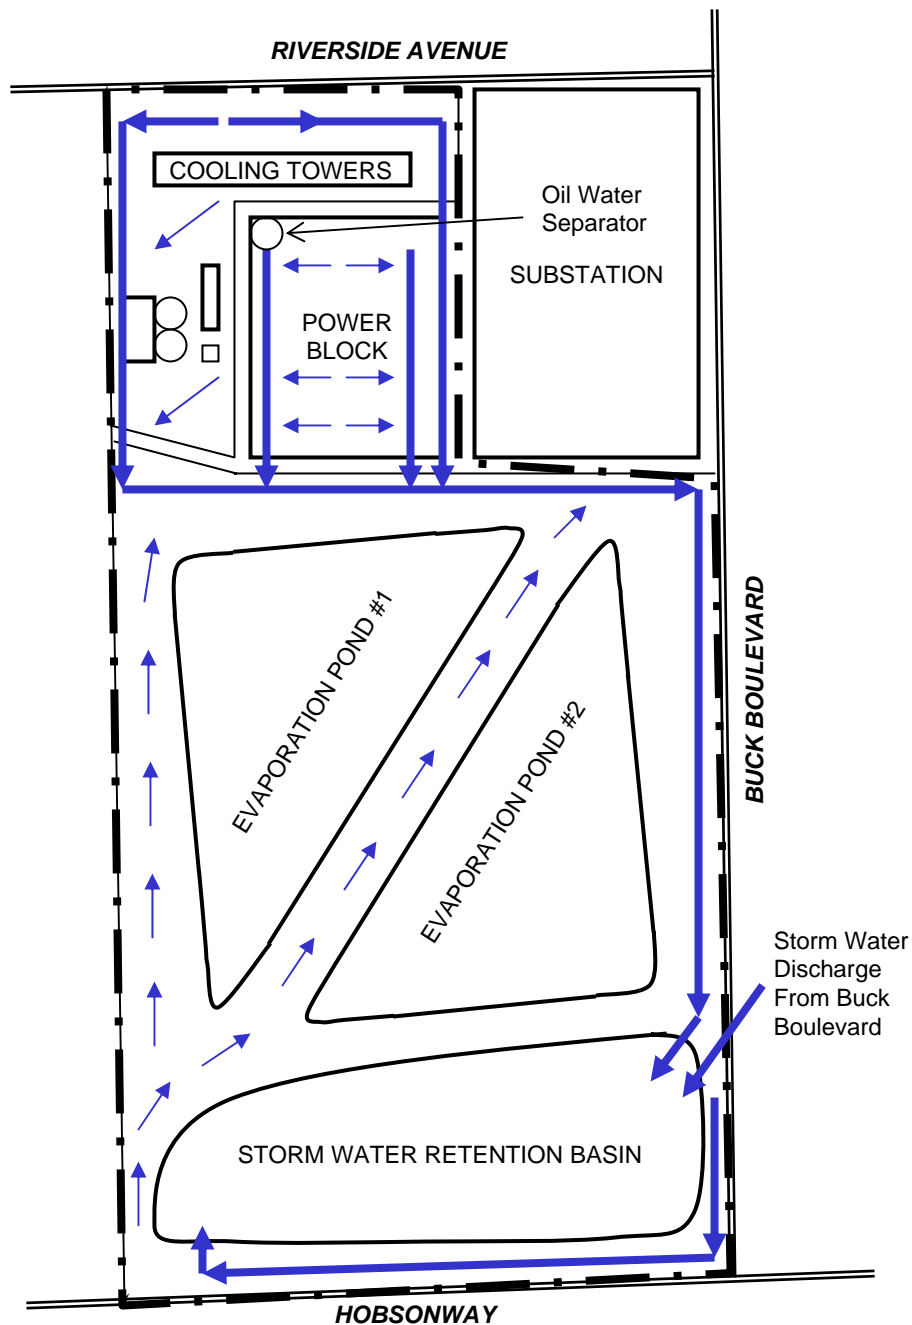 RIVERSIDE AVENUE
COOLING TOWERS
Oil Water
Separator
SUBSTATION
POWER
BLOCK
EVAPORATION POND #1
EVAPORATION POND #2
BUCK BOULEVARD
Storm Water
Discharge
From Buck
Boulevard
STORM WATER RETENTION BASIN
HOBSONWAY